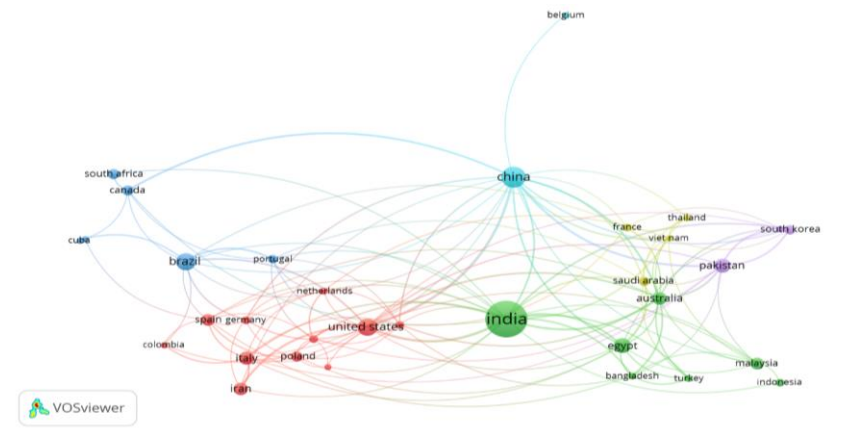 belgium
south africa
china
canada
thailand
france
south korea
viet nam
cuba
portugal
brazil
pakistan
saudi arabia
netherlands
australia
spain germany
india
united states
colombia
egypt
italy
poland
malaysia
bangladesh
turkey
indonesia
iran
VOSviewer